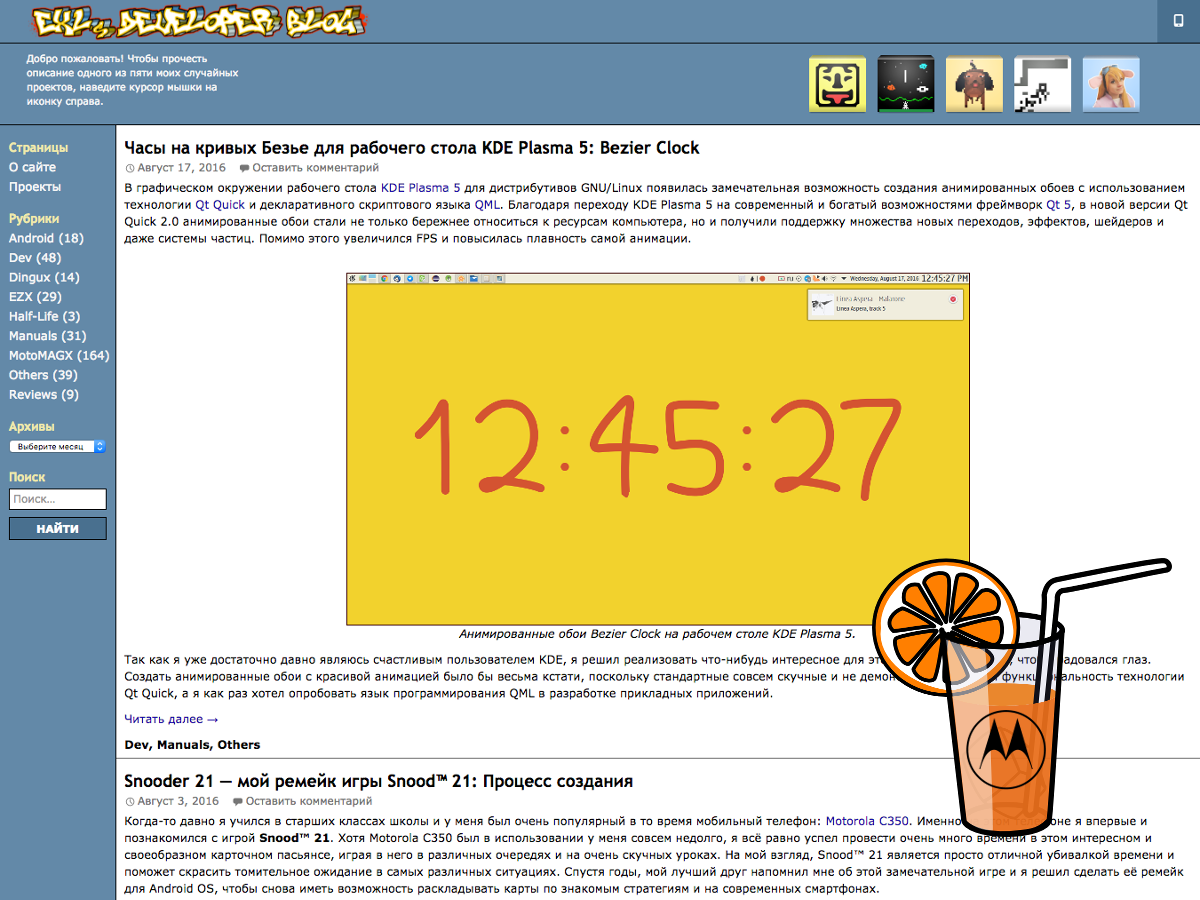 EXL's DEVELOPER BLOG
Добро пожаловать! Чтобы прочесть
описание одного из пяти моих случайных
проектов, наведите курсор мышки на
иконку справа.
Страницы
О сайте
Проекты
Рубрики
Android (18)
Dev (48)
Dingux (14)
EZX (29)
Half-Life (3)
Manuals (31)
MotoMAGX (164)
Others (39)
Reviews (9)
Архивы
Выберите месяц
Поиск
Поиск...
НАЙТИ
Часы на кривых Безье для рабочего стола KDE Plasma 5: Bezier Clock
Август 17, 2016 Оставить комментарий
В графическом окружении рабочего стола KDE Plasma 5 для дистрибутивов GNU/Linux появилась замечательная возможность создания анимированных обоев с использованием
технологии Qt Quick и декларативного скриптового языка QML. Благодаря переходу KDE Plasma 5 на современный и богатый возможностями фреймворк Qt 5, в новой версии Qt
Quick 2.0 анимированные обои стали не только бережнее относиться к ресурсам компьютера, но и получили поддержку множества новых переходов, эффектов, шейдеров и
даже системы частиц. Помимо этого увеличился FPS и повысилась плавность самой анимации.
ru Wednesday, August 17, 2016 12:45:27 PM
Linea Aspera - Malarone
Linea Aspera, track 5
12:45:27
Анимированные обои Bezier Clock на рабочем столе KDE Plasma 5.
Так как я уже достаточно давно являюсь счастливым пользователем KDE, я решил реализовать что-нибудь интересное для
Создать анимированные обои с красивой анимацией было бы весьма кстати, поскольку стандартные совсем скучные и не технологии
Qt Quick, а я как раз хотел опробовать язык программирования QML в разработке прикладных приложений.
Читать далее →
Dev, Manuals, Others
Snooder 21 — мой ремейк игры Snood™ 21: Процесс создания
Август 3, 2016 Оставить комментарий
Когда-то давно я учился в старших классах школы и у меня был очень популярный в то время мобильный телефон: Motorola C350. я впервые и
познакомился с игрой Snood™ 21. Хотя Motorola C350 был в использовании у меня совсем недолго, я всё равно успел провести очень много времени в этом интересном и
своеобразном карточном пасьянсе, играя в него в различных очередях и на очень скучных уроках. На мой взгляд, Snood™ 21 является просто отличной убивалкой времени и
поможет скрасить томительное ожидание в самых различных ситуациях. Спустя годы, мой лучший друг напомнил мне об этой замечательной игре и я решил сделать её ремейк
для Android OS, чтобы снова иметь возможность раскладывать карты по знакомым стратегиям и на современных смартфонах.